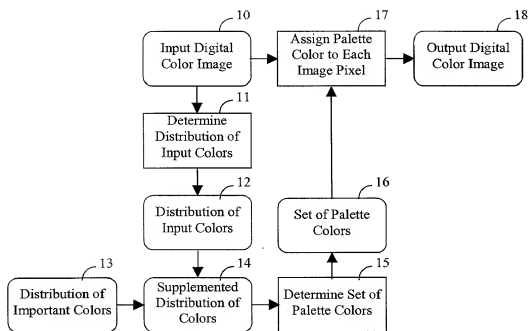 10
Input Digital
Color Image
17
Assign Palette
Color to Each
Image Pixel
18
Output Digital
Color Image
11
Determine
Distribution of
Input Colors
12
Distribution of
Input Colors
16
Set of Palette
Colors
13
Distribution of
Important Colors
14
Supplemented
Distribution of
Colors
15
Determine Set of
Palette Colors